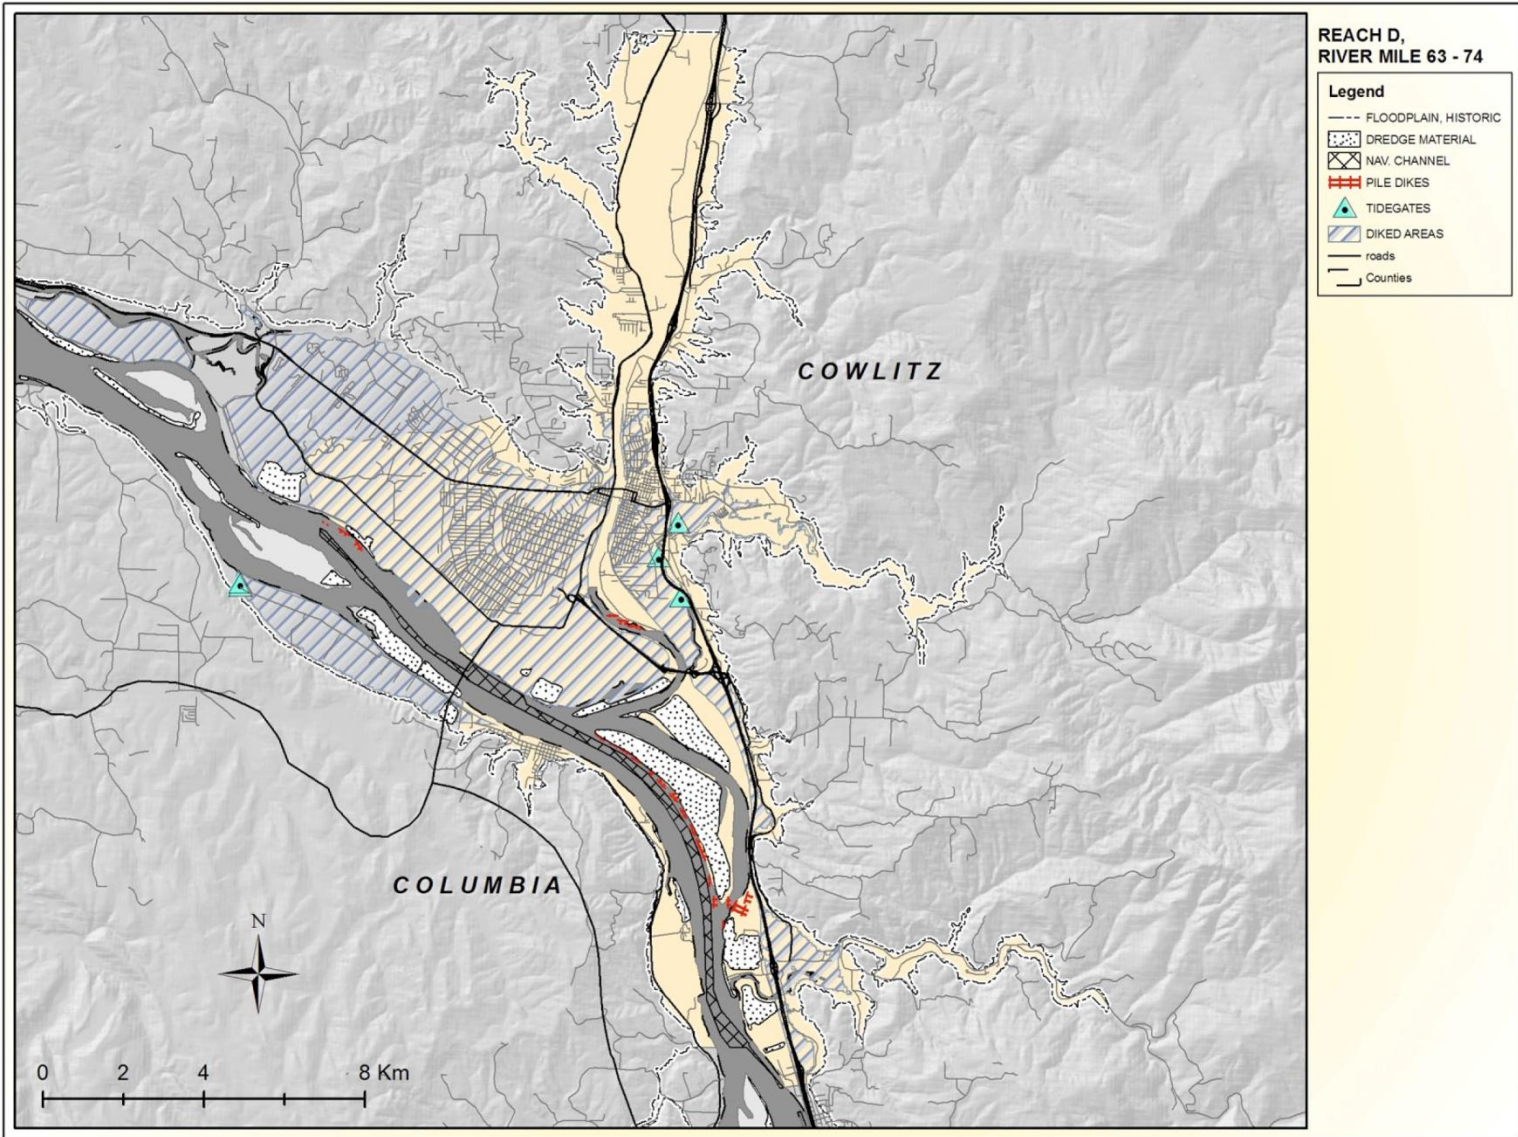 REACH D,
RIVER MILE 63 - 74
Legend
FLOODPLAIN, HISTORIC
DREDGE MATERIAL
NAV. CHANNEL
PILE DIKES
TIDEGATES
DIKED AREAS
roads
Counties
COWLITZ
COLUMBIA
N
0 2 4 8 Km